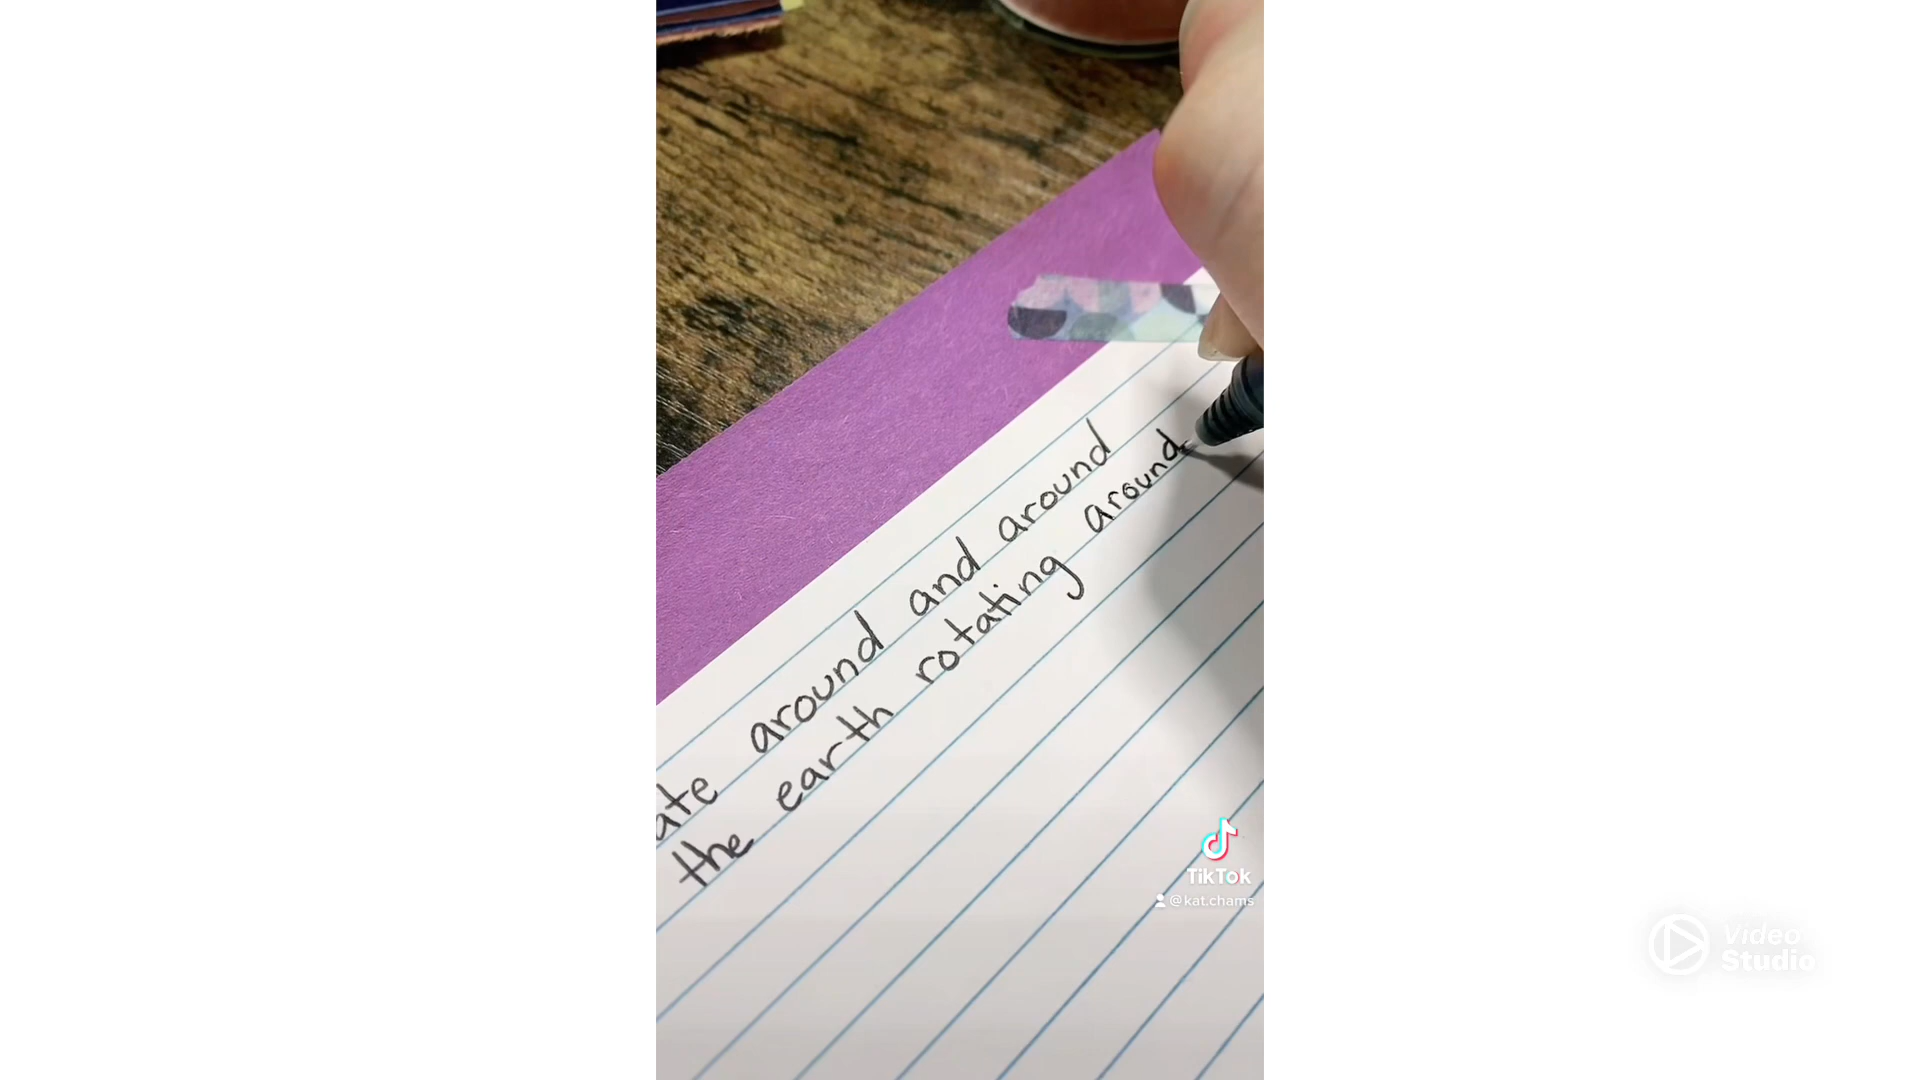 ate around and around
the earth rotating around
TikTok
@kat.chams
Video
Studio